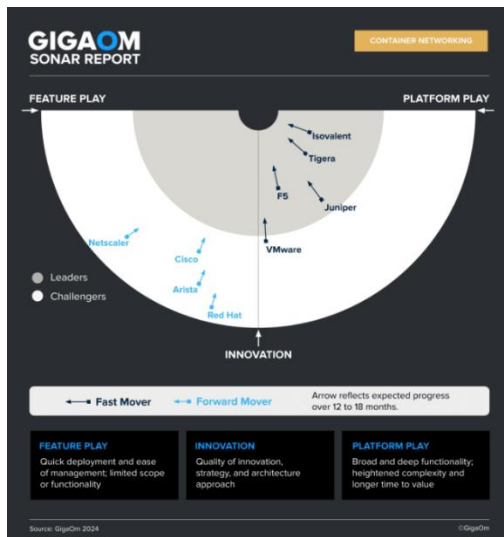 GIGAOM
SONAR REPORT
CONTAINER NETWORKING
FEATURE PLAY
PLATFORM PLAY
Isovalent
Tigera
F5
Juniper
Netscaler
VMware
Cisco
Leaders
Arista
Challengers
Red Hat
INNOVATION
Fast Mover
Forward Mover
Arrow reflects expected progress
over 12 to 18 months.
FEATURE PLAY
Quick deployment and ease
of management; limited scope
or functionality
INNOVATION
Quality of innovation,
strategy, and architecture
approach
PLATFORM PLAY
Broad and deep functionality;
heightened complexity and
longer time to value
Source: GigaOm 2024
©GigaOm